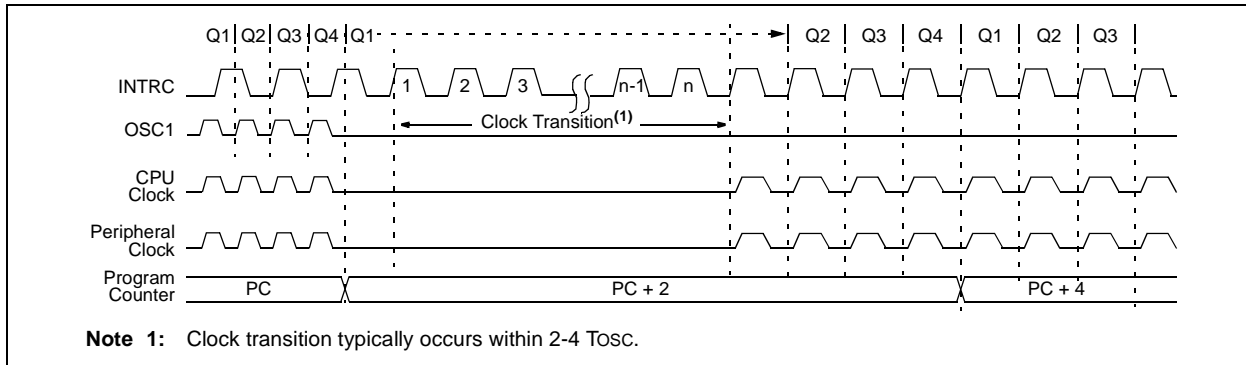 Q1 Q2 Q3 Q4 Q1 Q2 Q3 Q4 Q1 Q2 Q3
INTRC 1 2 3 n-1 n
OSC1 Clock Transition(1)
CPU
Clock
Peripheral
Clock
Program
Counter PC PC + 2 PC + 4
Note 1: Clock transition typically occurs within 2-4 TOSC.